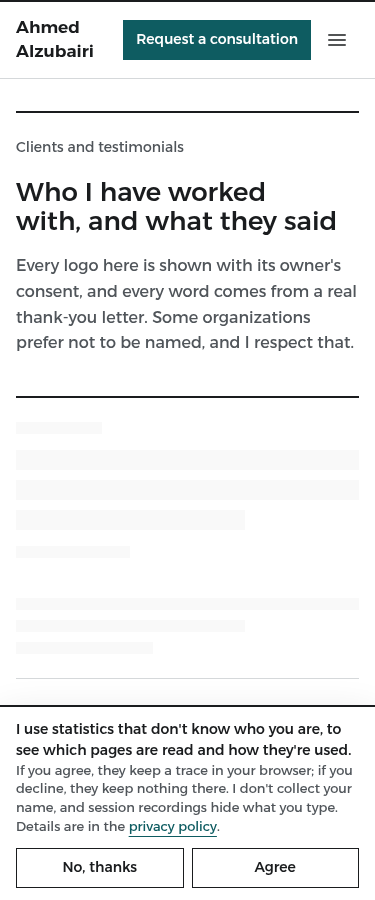 Ahmed
Alzubairi
Request a consultation
Clients and testimonials
Who I have worked
with, and what they said
Every logo here is shown with its owner's
consent, and every word comes from a real
thank-you letter. Some organizations
prefer not to be named, and I respect that.
I use statistics that don't know who you are, to
see which pages are read and how they're used.
If you agree, they keep a trace in your browser; if you
decline, they keep nothing there. I don't collect your
name, and session recordings hide what you type.
Details are in the privacy policy.
No, thanks
Agree